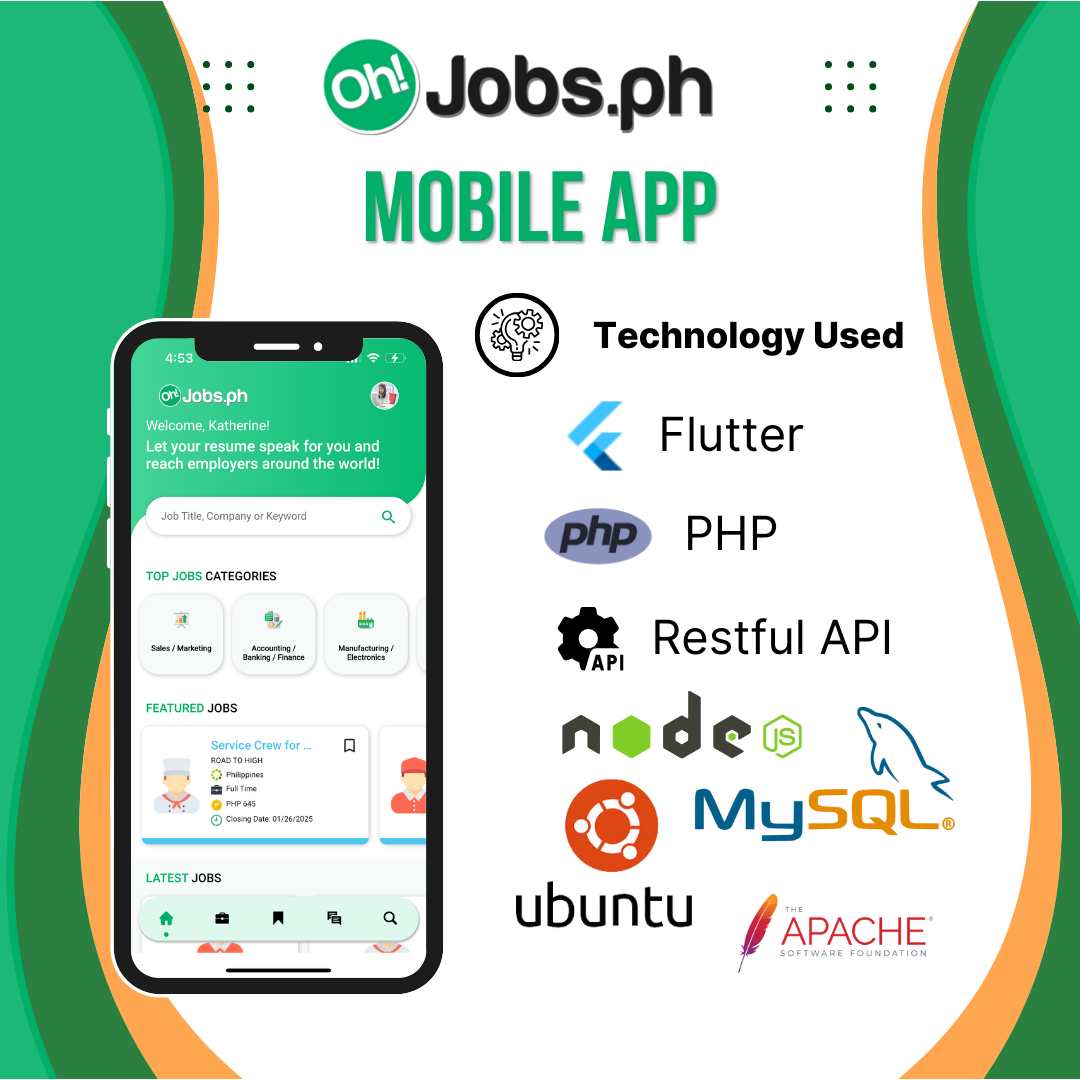 Oh! Jobs.ph
MOBILE APP
Technology Used
Flutter
php PHP
API Restful API
node JS
MySQL®
ubuntu
THE
APACHE®
SOFTWARE FOUNDATION
4:53
Oh! Jobs.ph
Welcome, Katherine!
Let your resume speak for you and
reach employers around the world!
Job Title, Company or Keyword
TOP JOBS CATEGORIES
Sales / Marketing
Accounting /
Banking / Finance
Manufacturing /
Electronics
FEATURED JOBS
Service Crew for ...
ROAD TO HIGH
Philippines
Full Time
PHP 645
Closing Date: 01/26/2025
LATEST JOBS